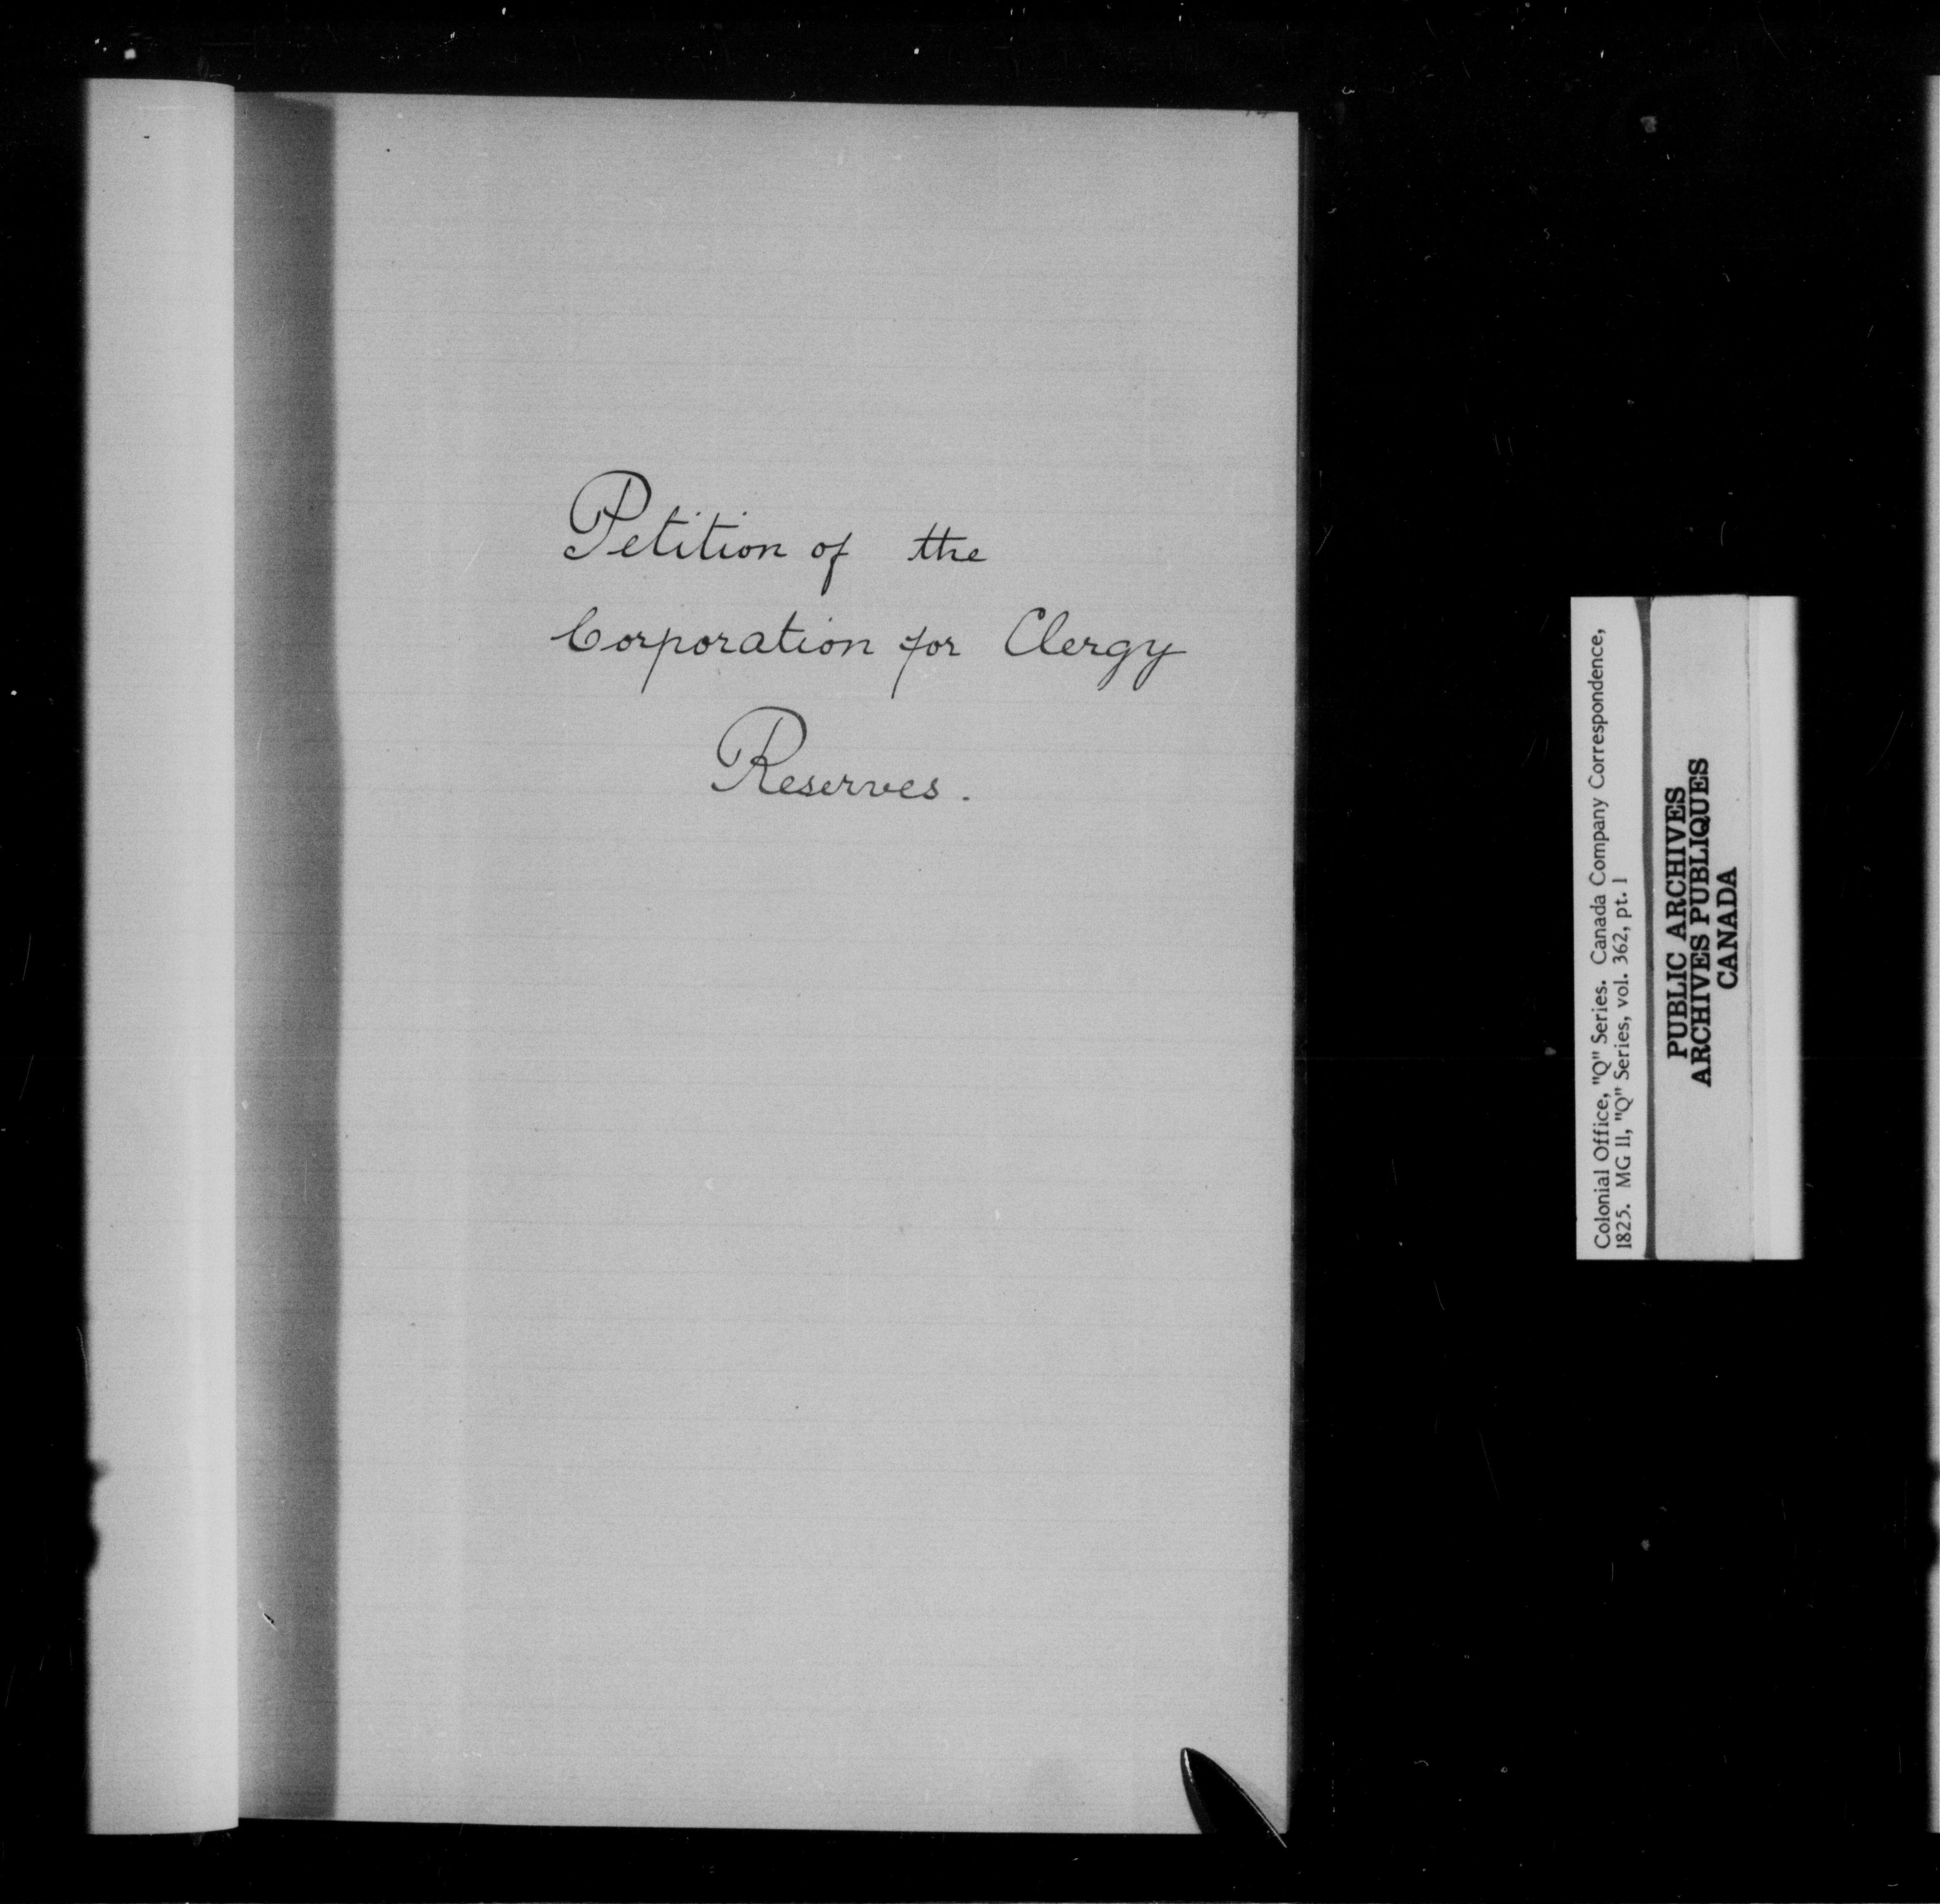 Petition of the
Corporation for Clergy
Reserves.
Colonial Office, "Q" Series. Canada Company Correspondence,
1825. MG 11, "Q" Series, vol. 362, pt. 1
PUBLIC ARCHIVES
ARCHIVES PUBLIQUES
CANADA